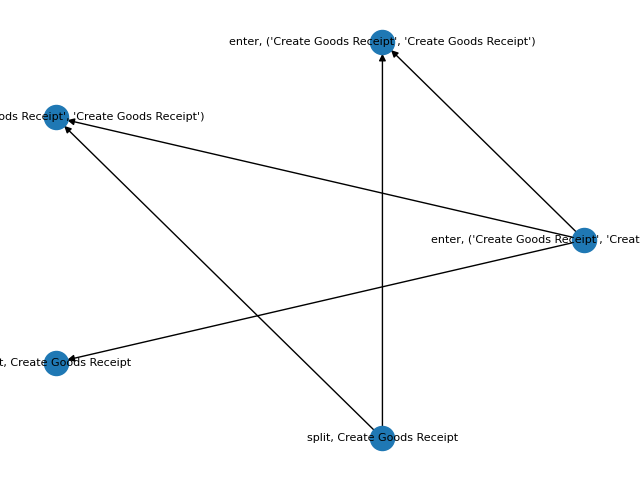 enter, ('Create Goods Receipt', 'Create Goods Receipt')
Receipt', 'Create Goods Receipt')
enter, ('Create Goods Receipt', 'Creat
Create Goods Receipt
split, Create Goods Receipt